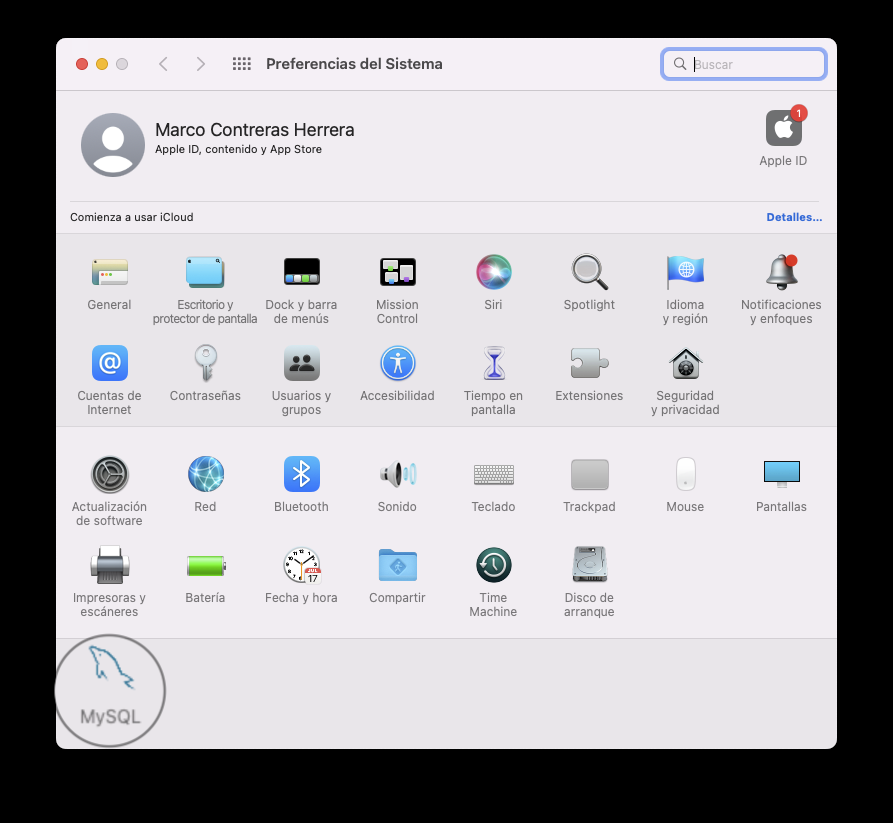 Preferencias del Sistema
Buscar
Marco Contreras Herrera
Apple ID, contenido y App Store
1
Apple ID
Comienza a usar iCloud
Detalles...
General
Escritorio y
protector de pantalla
Dock y barra
de menús
Mission
Control
Siri
Spotlight
Idioma
y región
Notificaciones
y enfoques
@
Cuentas de
Internet
Contraseñas
Usuarios y
grupos
Accesibilidad
Tiempo en
pantalla
Extensiones
Seguridad
y privacidad
Actualización
de software
Red
Bluetooth
Sonido
Teclado
Trackpad
Mouse
Pantallas
Impresoras y
escáneres
Batería
JUL
17
Fecha y hora
Compartir
Time
Machine
Disco de
arranque
MySQL